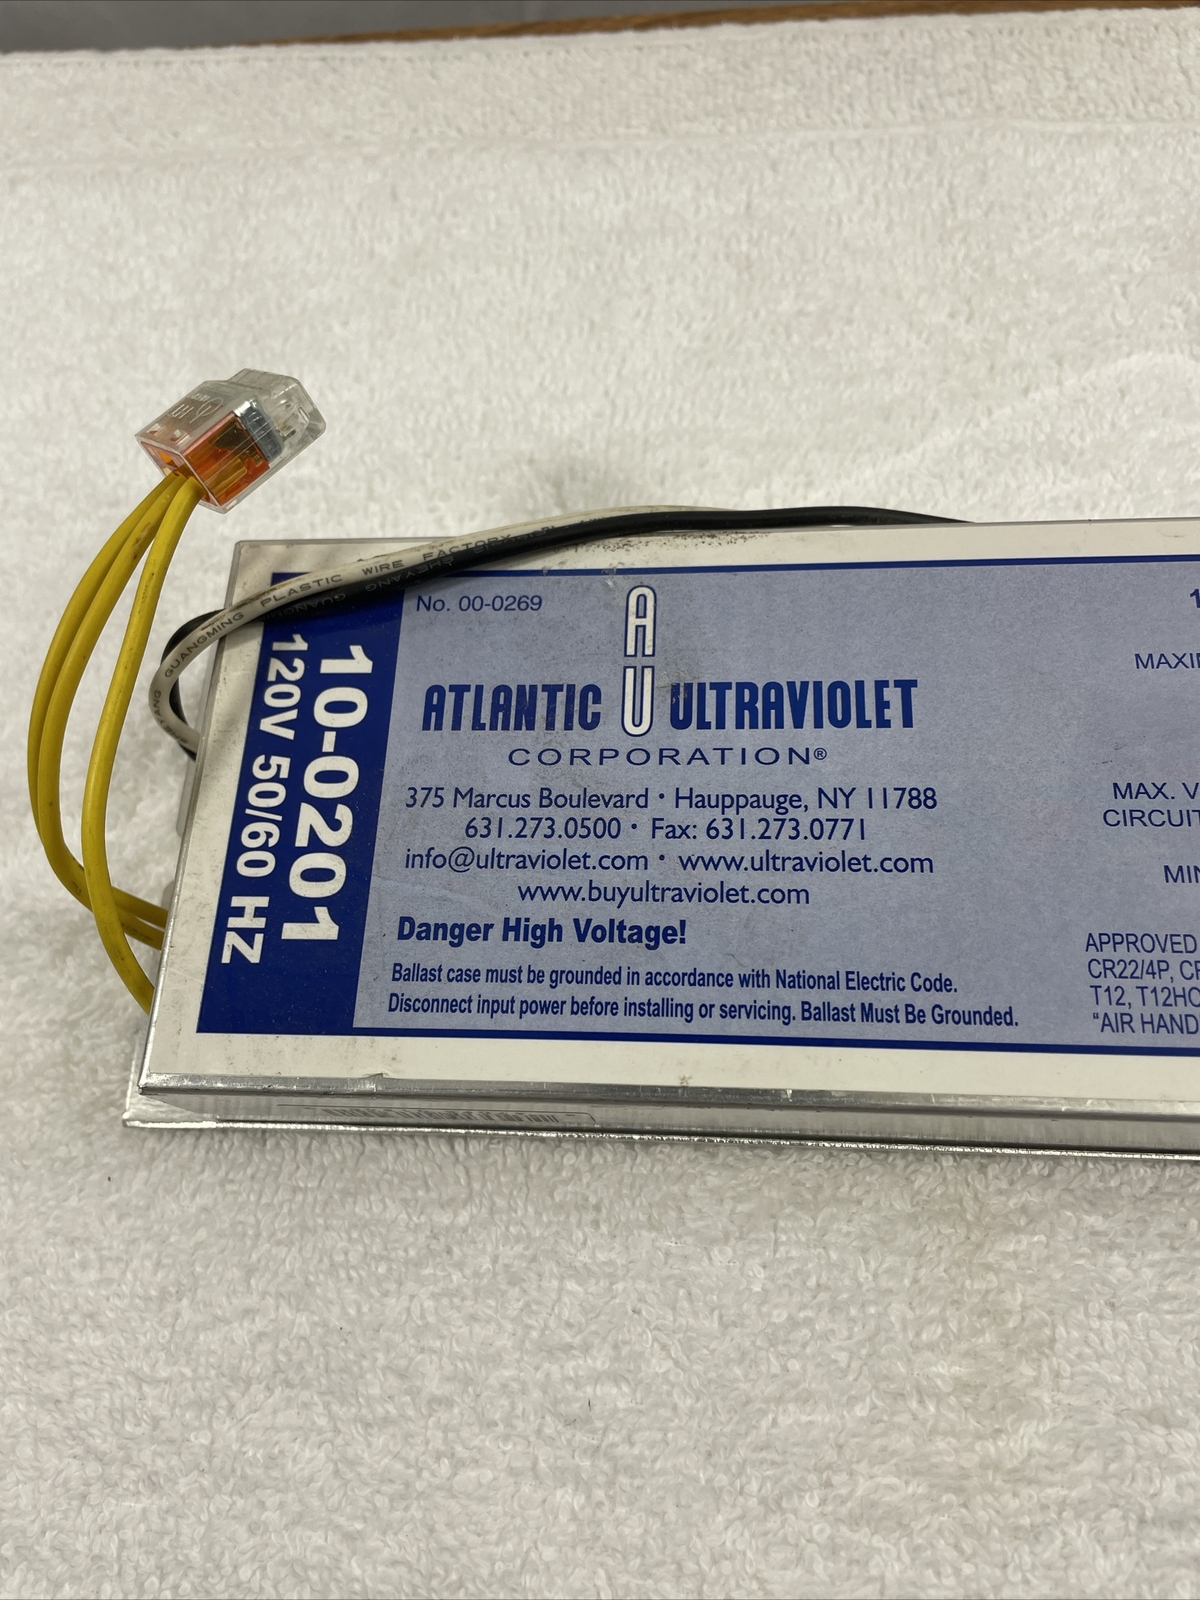 GUANGMING PLASTIC WIRE FACTORY
10-0201
120V 50/60 HZ
No. 00-0269
A
U
ATLANTIC ULTRAVIOLET
CORPORATION®
375 Marcus Boulevard • Hauppauge, NY 11788
631.273.0500 • Fax: 631.273.0771
info@ultraviolet.com • www.ultraviolet.com
www.buyultraviolet.com
Danger High Voltage!
Ballast case must be grounded in accordance with National Electric Code.
Disconnect input power before installing or servicing. Ballast Must Be Grounded.
1
MAX. V
CIRCUIT
MIN
APPROVED
CR22/4P,
T12, T12HO
"AIR HAND